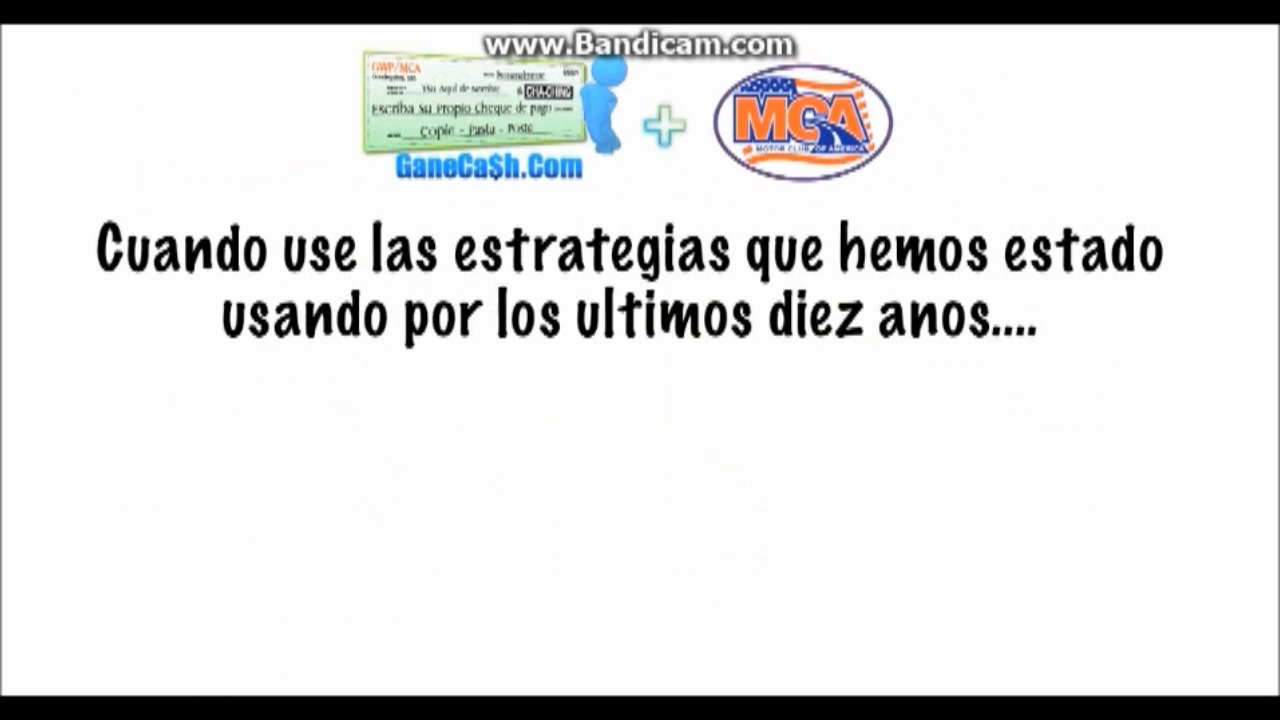 www.Bandicam.com
GWP/MCA
Escriba Su Propio Cheque de pago
Copie - Pauta - Poste
GaneCa$h.Com
MCA
MOTOR CLUB OF AMERICA
Cuando use las estrategias que hemos estado
usando por los ultimos diez anos....